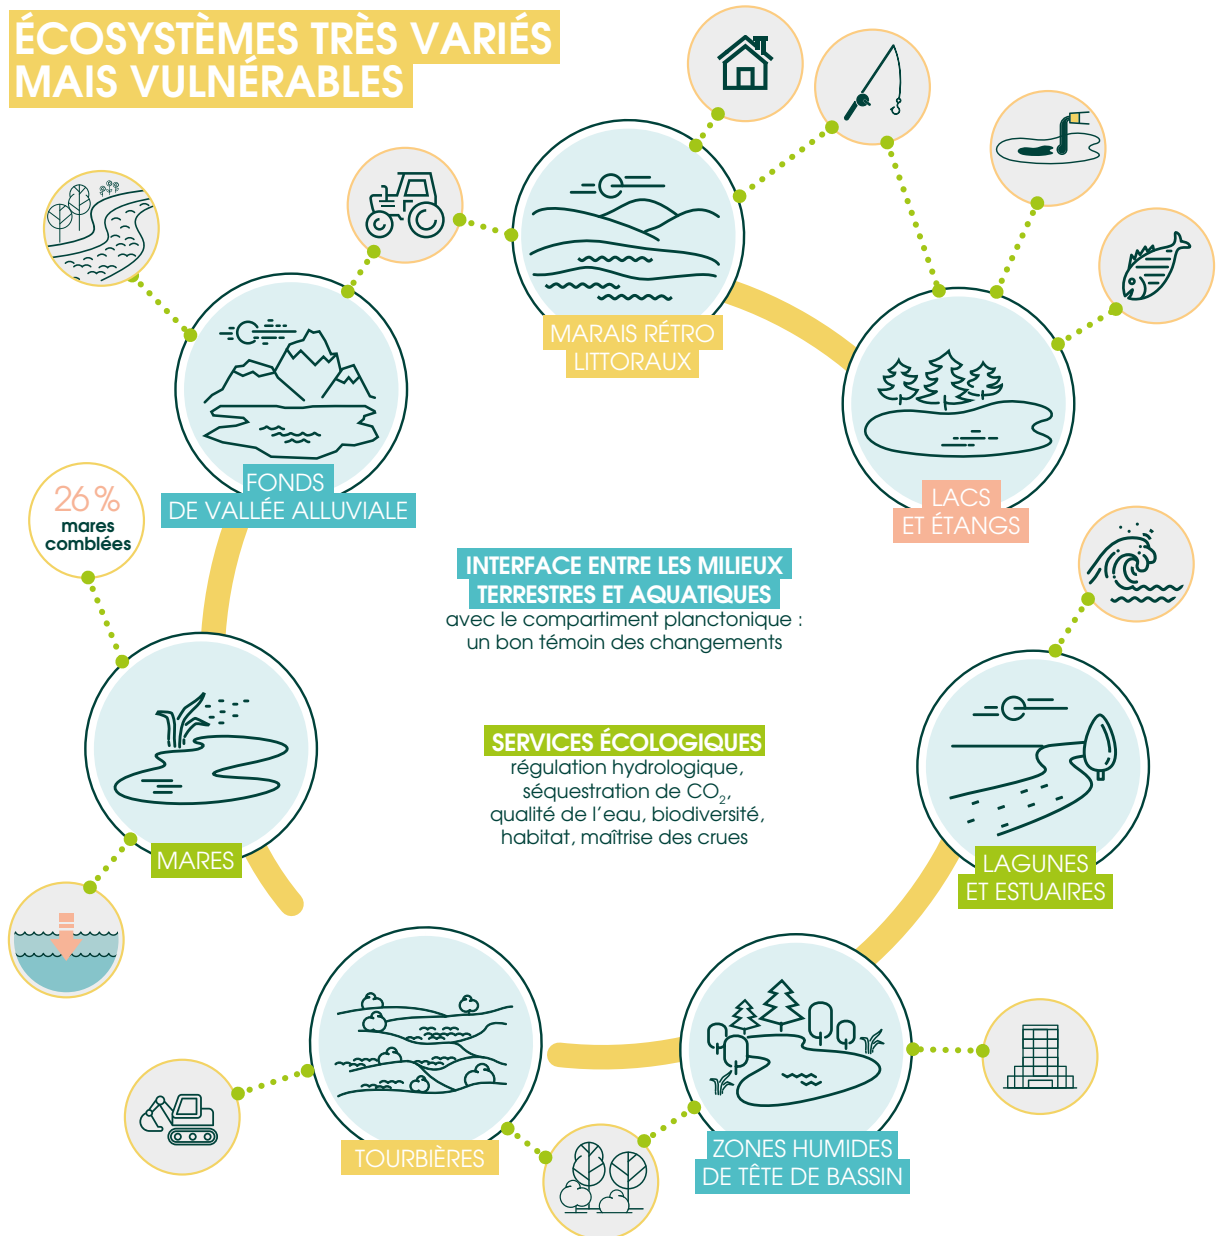 ÉCOSYSTÈMES TRÈS VARIÉS
MAIS VULNÉRABLES
MARAIS RÉTRO
LITTORAUX
FONDS
DE VALLÉE ALLUVIALE
LACS
ET ÉTANGS
26 %
mares
comblées
INTERFACE ENTRE LES MILIEUX
TERRESTRES ET AQUATIQUES
avec le compartiment planctonique :
un bon témoin des changements
SERVICES ÉCOLOGIQUES
régulation hydrologique,
séquestration de CO₂,
qualité de l'eau, biodiversité,
habitat, maîtrise des crues
MARES
LAGUNES
ET ESTUAIRES
TOURBIÈRES
ZONES HUMIDES
DE TÊTE DE BASSIN